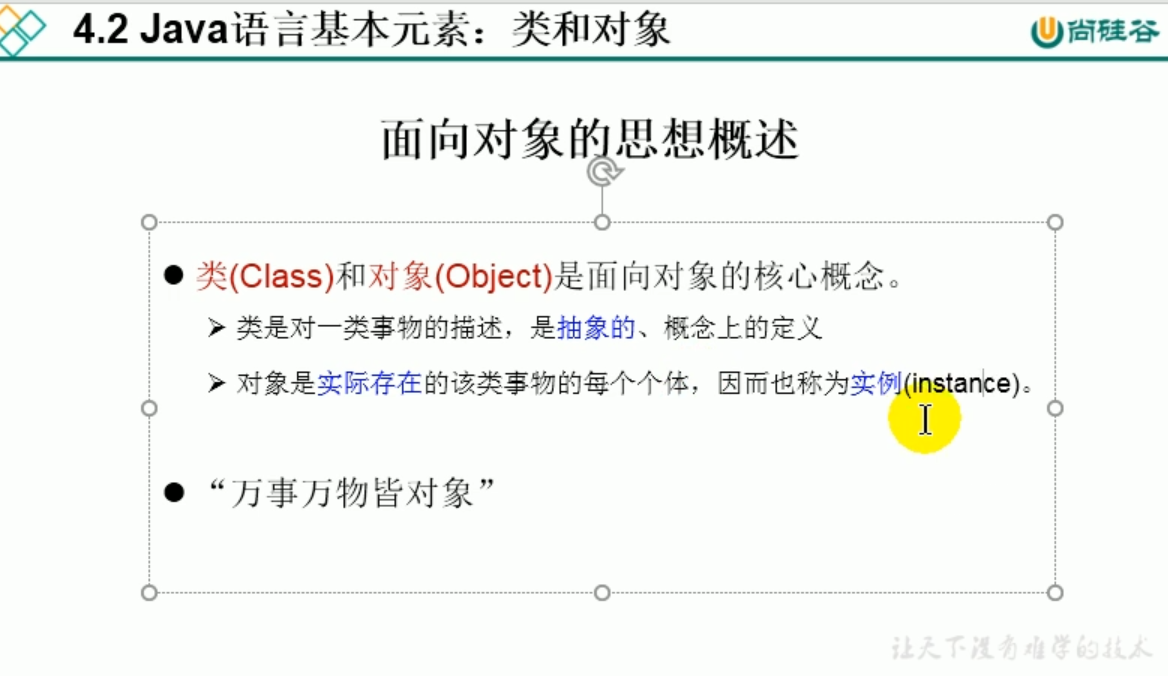 4.2 Java语言基本元素：类和对象
尚硅谷
面向对象的思想概述
● 类(Class)和对象(Object)是面向对象的核心概念。
➢ 类是对一类事物的描述，是抽象的、概念上的定义
➢ 对象是实际存在的该类事物的每个个体，因而也称为实例(instance)。
● “万事万物皆对象”
让天下没有难学的技术